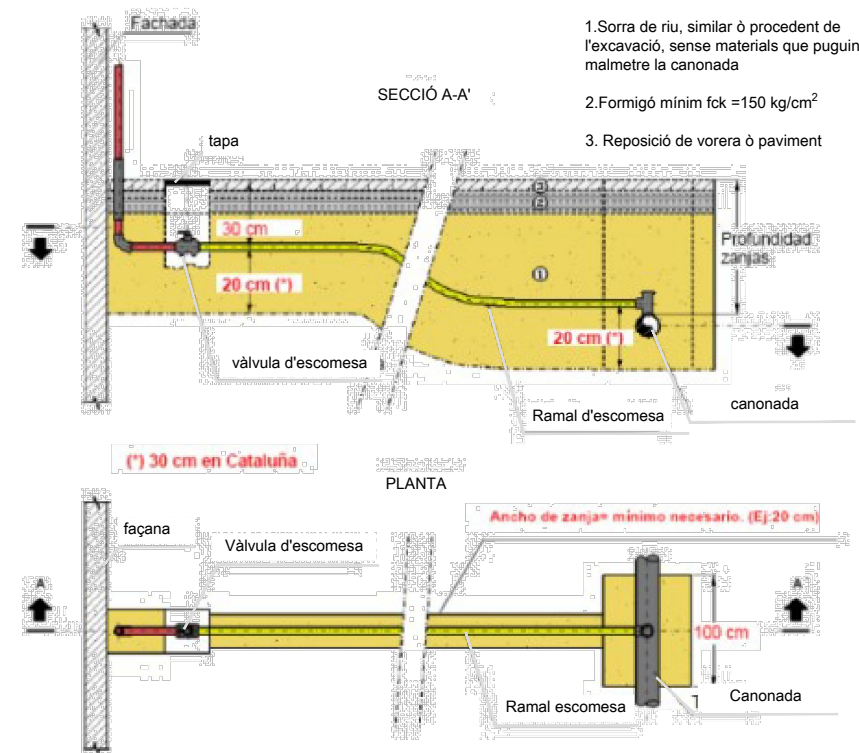 Fachada
1.Sorra de riu, similar ò procedent de
l'excavació, sense materials que puguin
malmetre la canonada
2.Formigó mínim fck =150 kg/cm²
3. Reposició de vorera ò paviment
SECCIÓ A-A'
tapa
3
2
1
30 cm
20 cm (*)
Profundidad
zanjas
20 cm (*)
vàlvula d'escomesa
Ramal d'escomesa
canonada
(*) 30 cm en Cataluña
PLANTA
Ancho de zanja= mínimo necesario. (Ej:20 cm)
façana
Vàlvula d'escomesa
A
A
100 cm
Ramal escomesa
Canonada